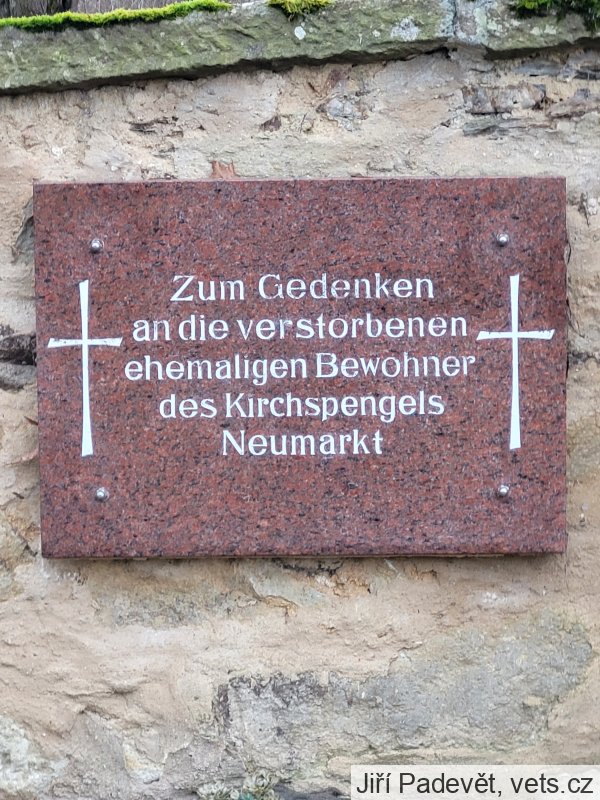 Zum Gedenken
an die verstorbenen
ehemaligen Bewohner
des Kirchspengels
Neumarkt
Jiří Padevět, vets.cz